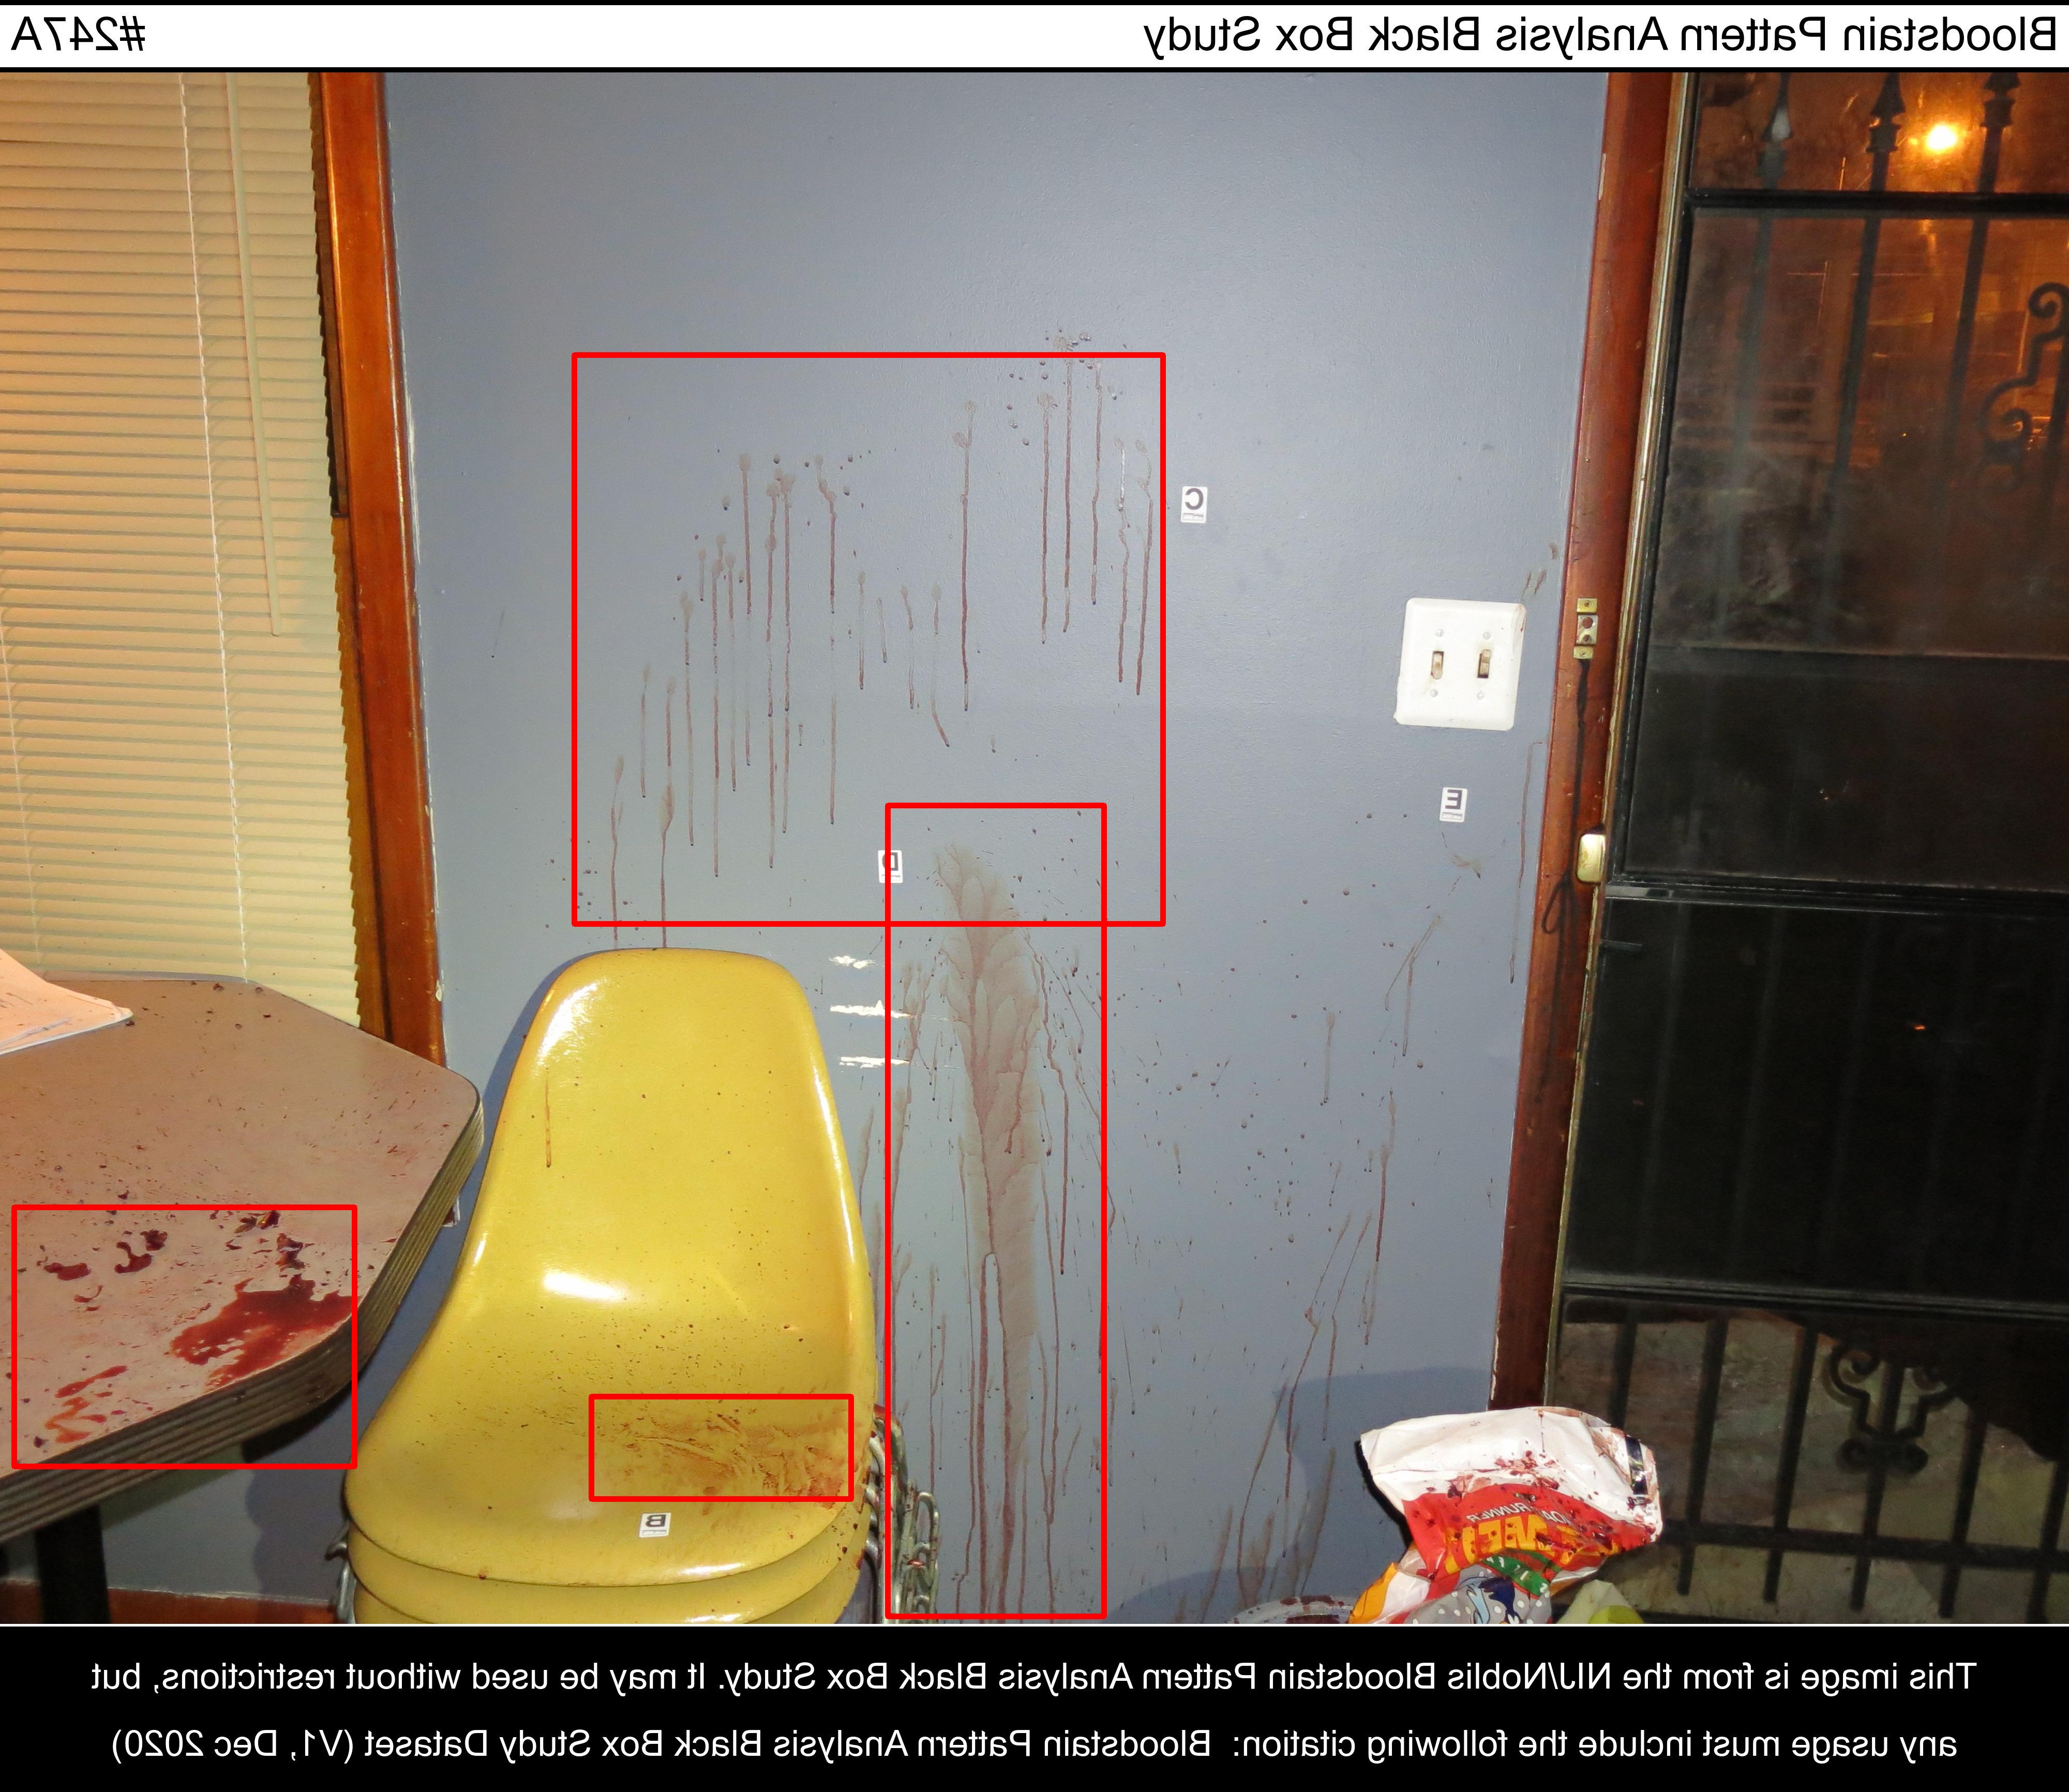 Bloodstain Pattern Analysis Black Box Study
#247A
C
E
D
B
RUNNER
This image is from the NIJ/Noblis Bloodstain Pattern Analysis Black Box Study. It may be used without restrictions, but
any usage must include the following citation: Bloodstain Pattern Analysis Black Box Study Dataset (V1, Dec 2020)